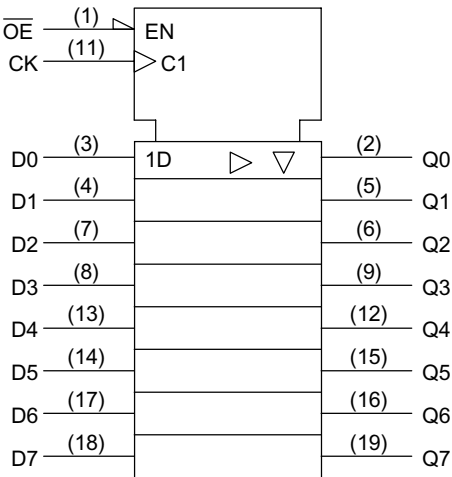 O̅E̅ (1) EN
CK (11) C1
D0 (3) 1D (2) Q0
D1 (4) (5) Q1
D2 (7) (6) Q2
D3 (8) (9) Q3
D4 (13) (12) Q4
D5 (14) (15) Q5
D6 (17) (16) Q6
D7 (18) (19) Q7